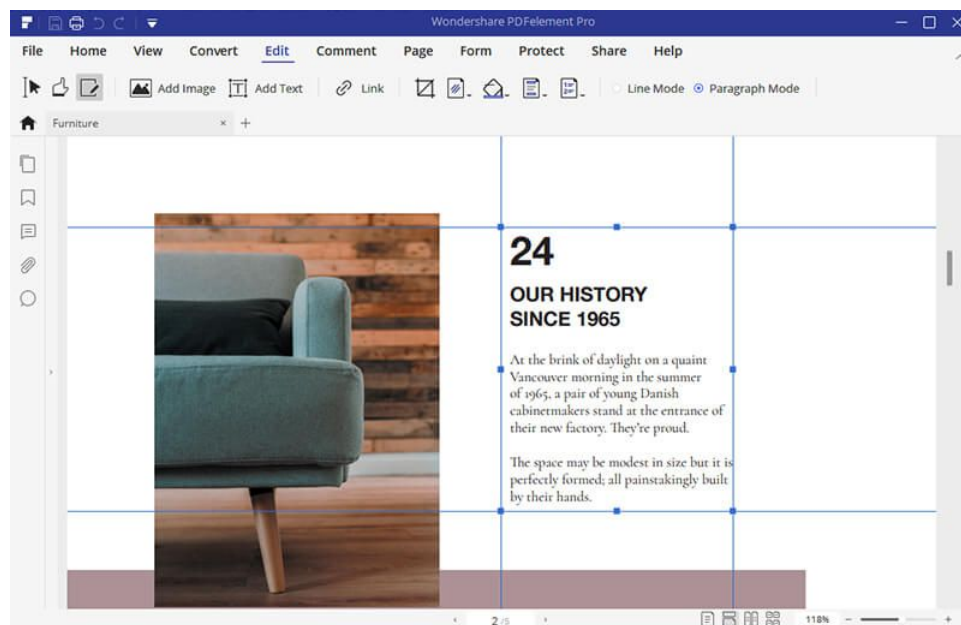 Wondershare PDFelement Pro
File Home View Convert Edit Comment Page Form Protect Share Help
Add Image Add Text Link Line Mode Paragraph Mode
Furniture
24
OUR HISTORY
SINCE 1965
At the brink of daylight on a quaint
Vancouver morning in the summer
of 1965, a pair of young Danish
cabinetmakers stand at the entrance of
their new factory. They're proud.
The space may be modest in size but it is
perfectly formed; all painstakingly built
by their hands.
2 /5 118%